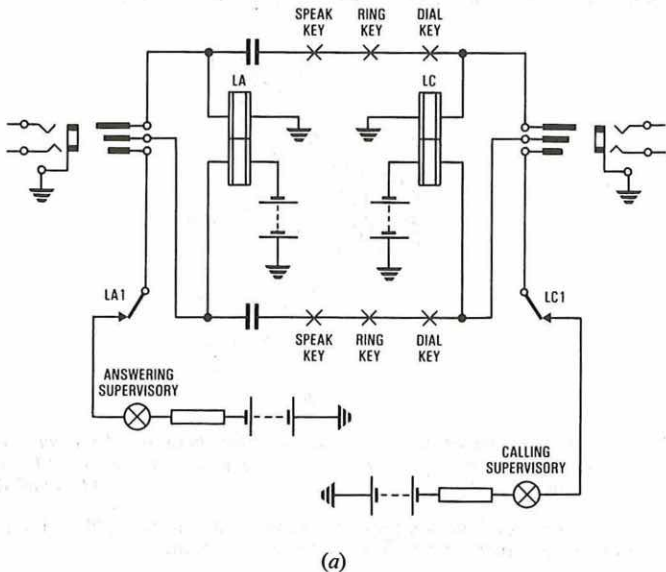 SPEAK KEY
RING KEY
DIAL KEY
LA
LC
LA1
LC1
SPEAK KEY
RING KEY
DIAL KEY
ANSWERING SUPERVISORY
CALLING SUPERVISORY
(a)